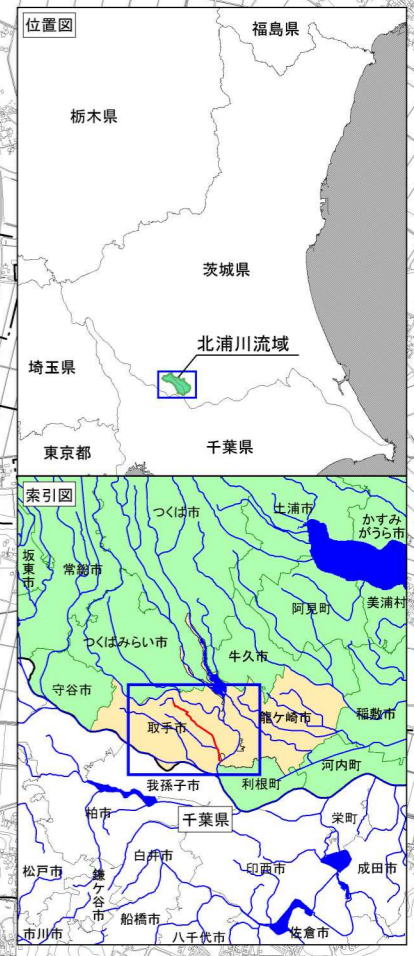 位置図
福島県
栃木県
茨城県
北浦川流域
埼玉県
東京都
千葉県
索引図
つくば市
土浦市
かすみ
がうら市
坂東市
常総市
阿見町
美浦村
つくばみらい市
牛久市
守谷市
取手市
龍ケ崎市
稲敷市
河内町
利根町
我孫子市
柏市
千葉県
栄町
白井市
印西市
成田市
松戸市
鎌ケ谷市
船橋市
市川市
八千代市
佐倉市